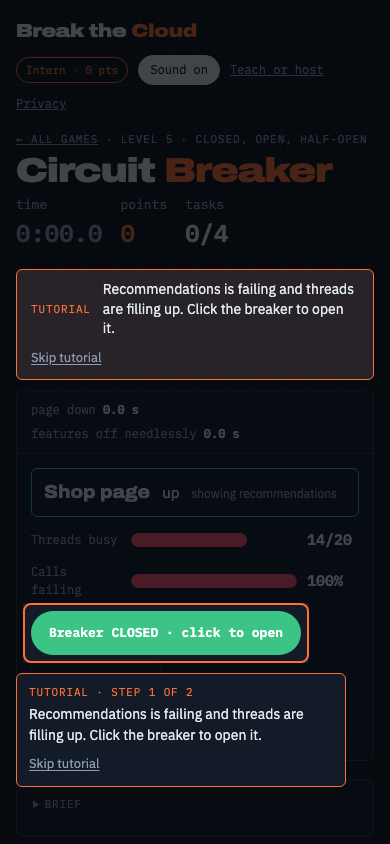 Break the Cloud
Intern · 0 pts
Sound on
Teach or host
Privacy
← ALL GAMES · LEVEL 5 · CLOSED, OPEN, HALF-OPEN
Circuit Breaker
time points tasks
0:00.0 0 0/4
TUTORIAL
Recommendations is failing and threads
are filling up. Click the breaker to open
it.
Skip tutorial
page down 0.0 s
features off needlessly 0.0 s
Shop page up showing recommendations
Threads busy 14/20
Calls
failing 100%
Breaker CLOSED · click to open
TUTORIAL · STEP 1 OF 2
Recommendations is failing and threads are
filling up. Click the breaker to open it.
Skip tutorial
▶ BRIEF